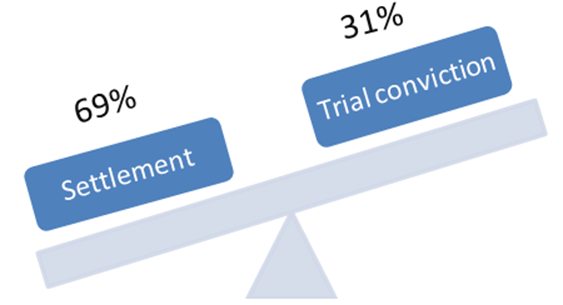 31%
Trial conviction
69%
Settlement